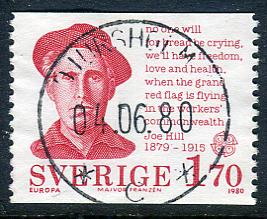 no one will
for bread be crying,
we'll have freedom,
love and health,
when the grand
red flag is flying
in the workers'
commonwealth
Joe Hill
1879-1915
04.06.80
SVERIGE 1.70
EUROPA MAJVOR FRANZÉN 1980